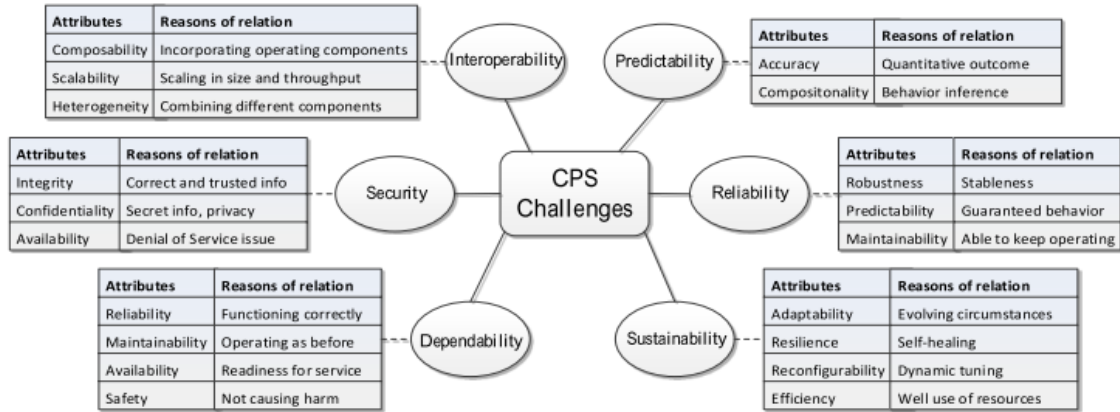 Attributes Reasons of relation
Composability Incorporating operating components
Scalability Scaling in size and throughput
Heterogeneity Combining different components
Interoperability
Predictability
Attributes Reasons of relation
Accuracy Quantitative outcome
Compositonality Behavior inference
Attributes Reasons of relation
Integrity Correct and trusted info
Confidentiality Secret info, privacy
Availability Denial of Service issue
Security
CPS
Challenges
Reliability
Attributes Reasons of relation
Robustness Stableness
Predictability Guaranteed behavior
Maintainability Able to keep operating
Attributes Reasons of relation
Reliability Functioning correctly
Maintainability Operating as before
Availability Readiness for service
Safety Not causing harm
Dependability
Sustainability
Attributes Reasons of relation
Adaptability Evolving circumstances
Resilience Self-healing
Reconfigurability Dynamic tuning
Efficiency Well use of resources